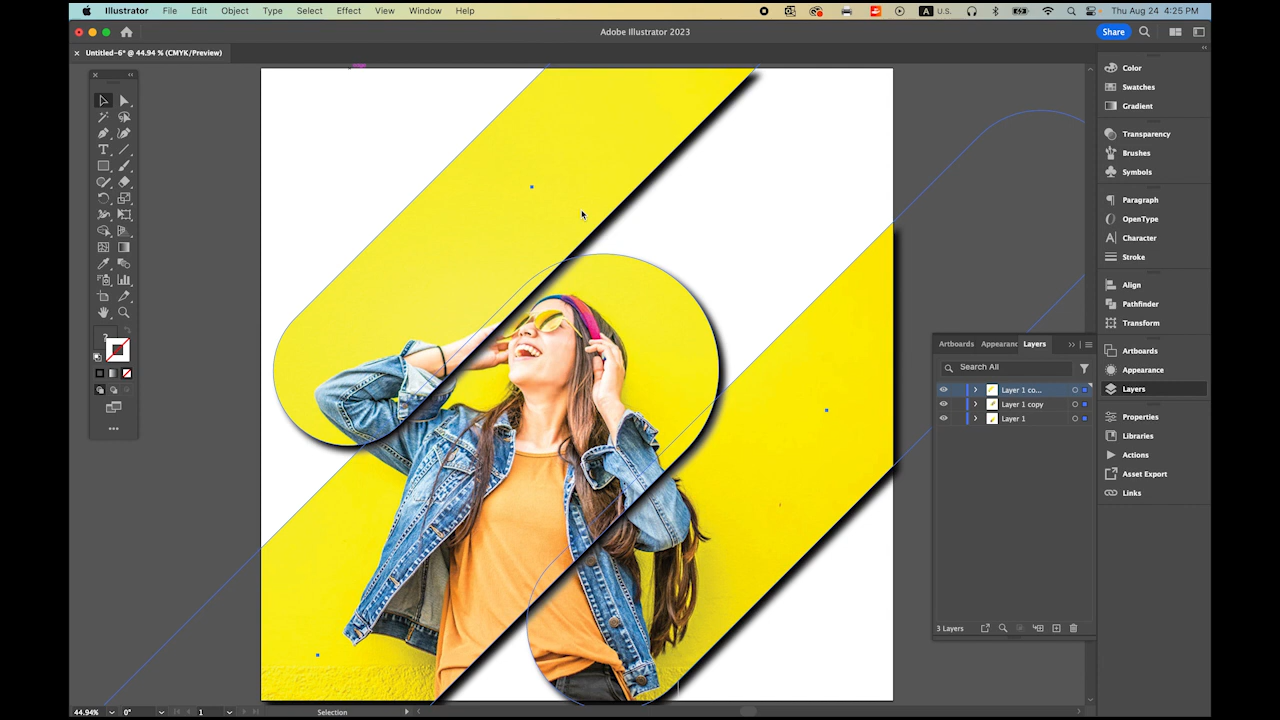 Illustrator File Edit Object Type Select Effect View Window Help A U.S. Thu Aug 24 4:25 PM
Adobe Illustrator 2023
Share
× Untitled-6* @ 44.94 % (CMYK/Preview)
Color
Swatches
Gradient
Transparency
Brushes
Symbols
Paragraph
OpenType
Character
Stroke
Align
Pathfinder
Transform
Artboards
Appearance
Layers
Properties
Libraries
Actions
Asset Export
Links
Artboards Appearanc Layers
Search All
Layer 1 co...
Layer 1 copy
Layer 1
3 Layers
?
44.94% 0° 1 Selection